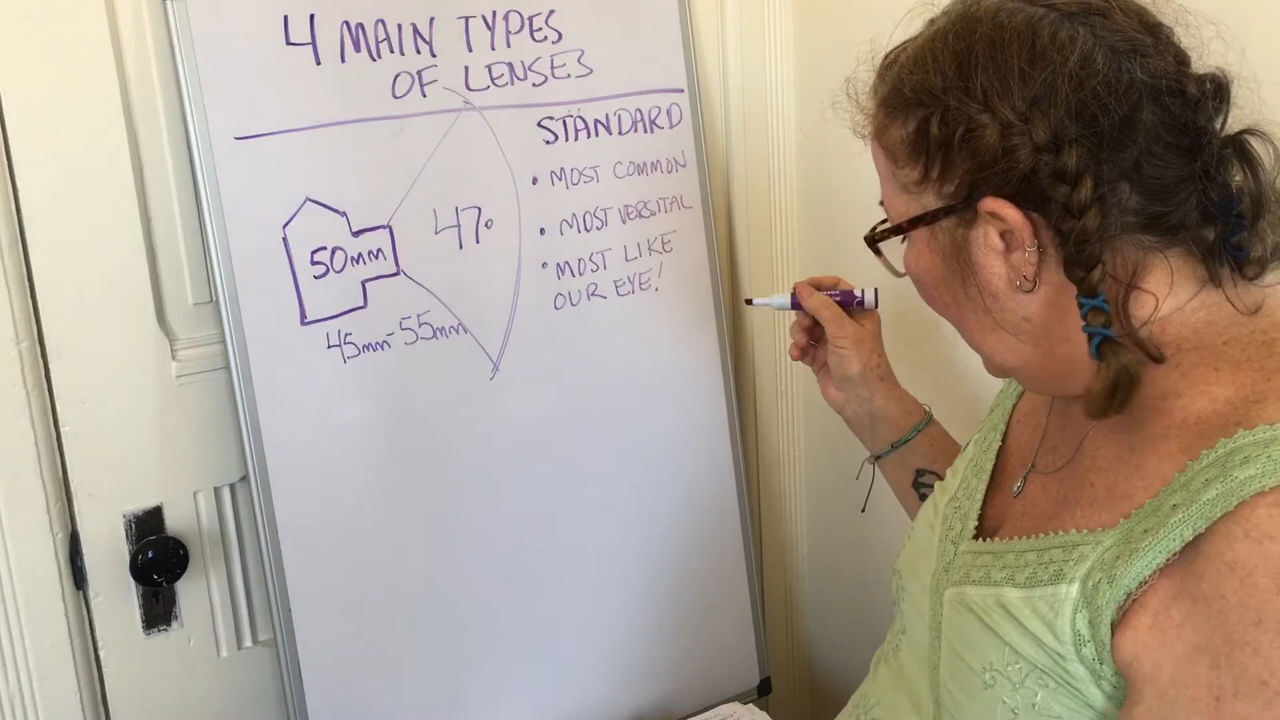 4 MAIN TYPES
OF LENSES
STANDARD
• MOST COMMON
• MOST VERSITAL
• MOST LIKE
OUR EYE!
50mm
47°
45mm-55mm